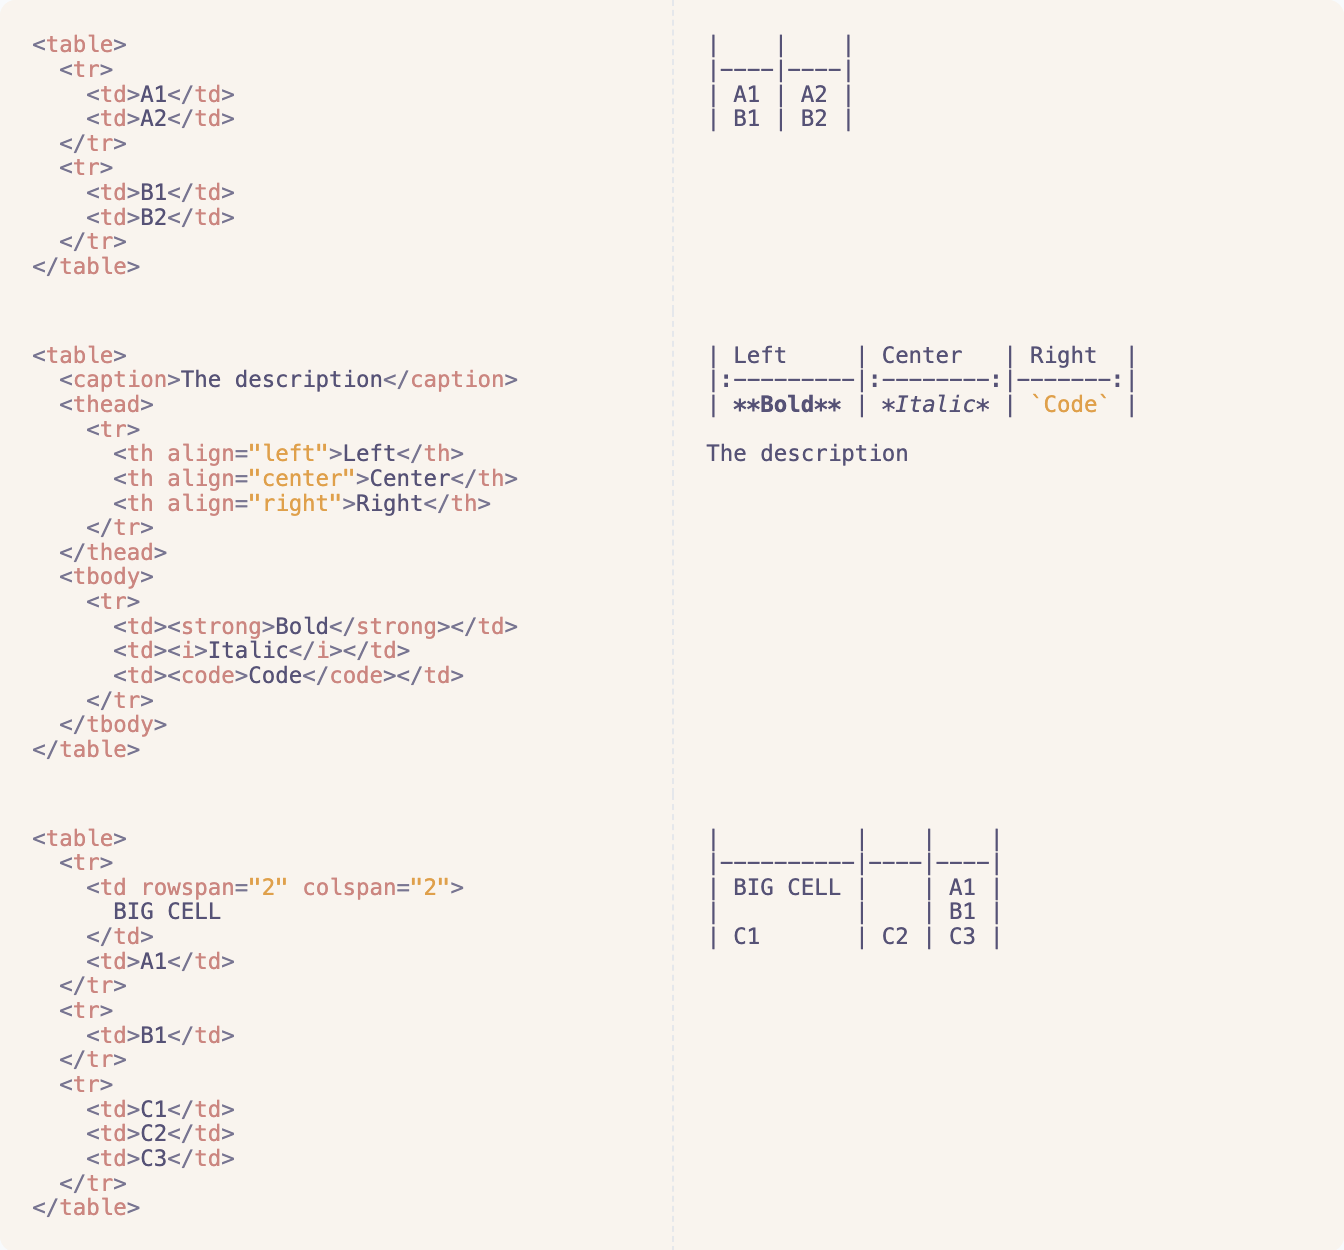 <table>
  <tr>
    <td>A1</td>
    <td>A2</td>
  </tr>
  <tr>
    <td>B1</td>
    <td>B2</td>
  </tr>
</table>
|    |    |
|----|----|
| A1 | A2 |
| B1 | B2 |
<table>
  <caption>The description</caption>
  <thead>
    <tr>
      <th align="left">Left</th>
      <th align="center">Center</th>
      <th align="right">Right</th>
    </tr>
  </thead>
  <tbody>
    <tr>
      <td><strong>Bold</strong></td>
      <td><i>Italic</i></td>
      <td><code>Code</code></td>
    </tr>
  </tbody>
</table>
| Left     | Center   | Right  |
|:---------|:--------:|-------:|
| **Bold** | *Italic* | `Code` |
The description
<table>
  <tr>
    <td rowspan="2" colspan="2">
      BIG CELL
    </td>
    <td>A1</td>
  </tr>
  <tr>
    <td>B1</td>
  </tr>
  <tr>
    <td>C1</td>
    <td>C2</td>
    <td>C3</td>
  </tr>
</table>
|          |    |    |
|----------|----|----|
| BIG CELL |    | A1 |
|          |    | B1 |
| C1       | C2 | C3 |